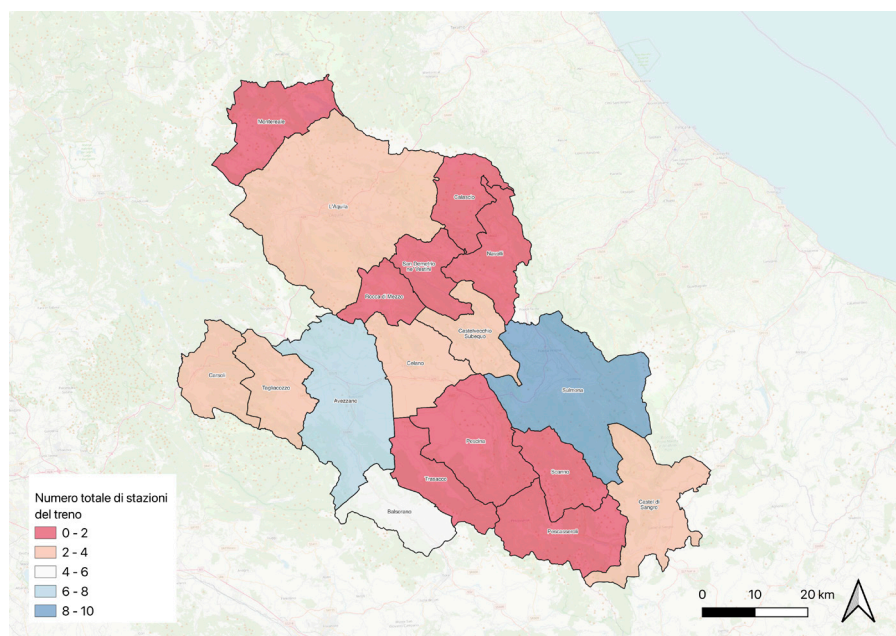 Montereale
L'Aquila
Calascio
Navelli
San Demetrio
ne' Vestini
Rocca di Mezzo
Castelvecchio
Subequo
Carsoli
Tagliacozzo
Avezzano
Celano
Sulmona
Pescina
Trasacco
Scanno
Castel di
Sangro
Balsorano
Pescasseroli
Numero totale di stazioni
del treno
0 - 2
2 - 4
4 - 6
6 - 8
8 - 10
0 10 20 km